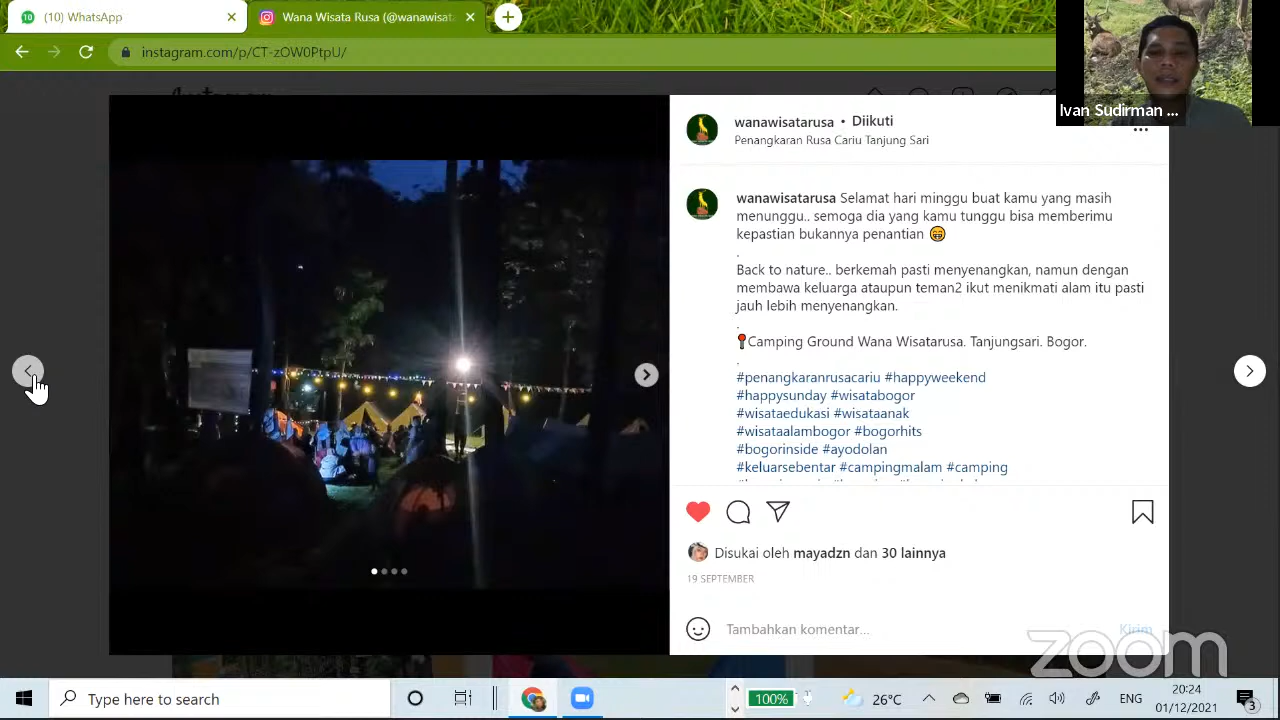 (10) WhatsApp
Wana Wisata Rusa (@wanawisata
instagram.com/p/CT-zOW0PtpU/
Ivan Sudirman ...
wanawisatarusa • Diikuti
Penangkaran Rusa Cariu Tanjung Sari
wanawisatarusa Selamat hari minggu buat kamu yang masih
menunggu.. semoga dia yang kamu tunggu bisa memberimu
kepastian bukannya penantian 😁
.
Back to nature.. berkemah pasti menyenangkan, namun dengan
membawa keluarga ataupun teman2 ikut menikmati alam itu pasti
jauh lebih menyenangkan.
.
📍Camping Ground Wana Wisatarusa. Tanjungsari. Bogor.
.
#penangkaranrusacariu #happyweekend
#happysunday #wisatabogor
#wisataedukasi #wisataanak
#wisataalambogor #bogorhits
#bogorinside #ayodolan
#keluarsebentar #campingmalam #camping
Disukai oleh mayadzn dan 30 lainnya
19 SEPTEMBER
Tambahkan komentar...
Kirim
zoom
Type here to search
100%
26°C
ENG
20:24
01/12/2021
3